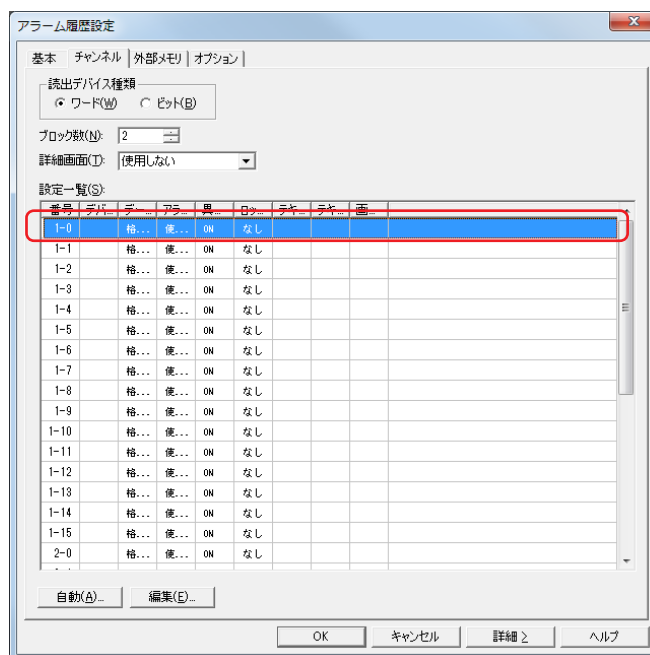 アラーム履歴設定
基本 チャンネル 外部メモリ オプション
読出デバイス種類
ワード(W) ビット(B)
ブロック数(N): 2
詳細画面(T): 使用しない
設定一覧(S):
番号 デバ... デー... アラ... 異... ロッ... テキ... テキ... 画...
1-0 格... 使... ON なし
1-1 格... 使... ON なし
1-2 格... 使... ON なし
1-3 格... 使... ON なし
1-4 格... 使... ON なし
1-5 格... 使... ON なし
1-6 格... 使... ON なし
1-7 格... 使... ON なし
1-8 格... 使... ON なし
1-9 格... 使... ON なし
1-10 格... 使... ON なし
1-11 格... 使... ON なし
1-12 格... 使... ON なし
1-13 格... 使... ON なし
1-14 格... 使... ON なし
1-15 格... 使... ON なし
2-0 格... 使... ON なし
自動(A)... 編集(E)...
OK キャンセル 詳細 ≥ ヘルプ